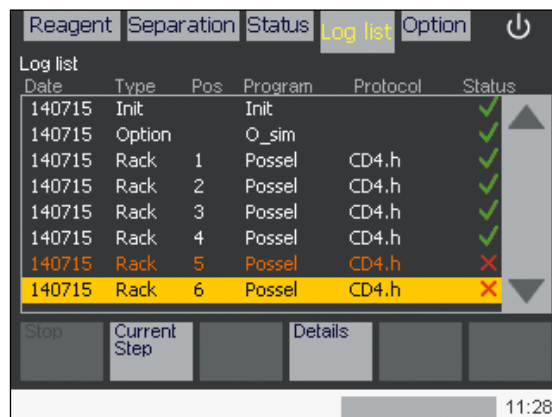 Reagent Separation Status Log list Option
Log list
Date Type Pos Program Protocol Status
140715 Init Init
140715 Option O_sim
140715 Rack 1 Possel CD4.h
140715 Rack 2 Possel CD4.h
140715 Rack 3 Possel CD4.h
140715 Rack 4 Possel CD4.h
140715 Rack 5 Possel CD4.h
140715 Rack 6 Possel CD4.h
Stop Current Details
Step
11:28